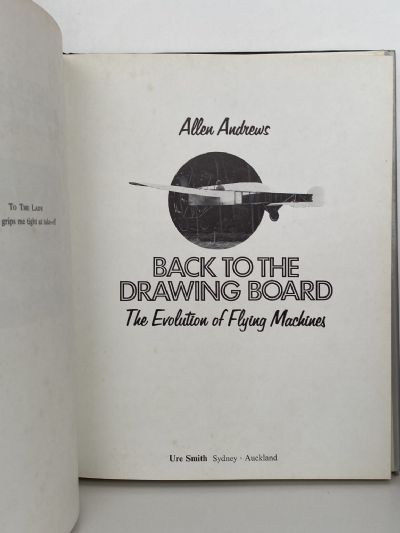 To The Lady
grips me tight at take-off
Allen Andrews
BACK TO THE
DRAWING BOARD
The Evolution of Flying Machines
Ure Smith Sydney · Auckland